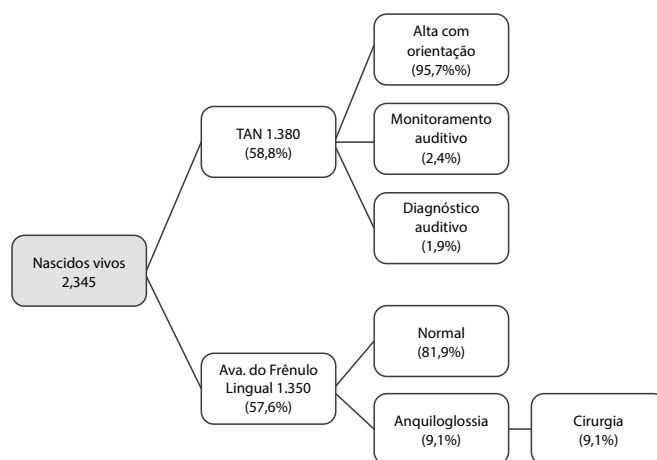 Nascidos vivos
2,345
TAN 1.380
(58,8%)
Alta com
orientação
(95,7%%)
Monitoramento
auditivo
(2,4%)
Diagnóstico
auditivo
(1,9%)
Ava. do Frênulo
Lingual 1.350
(57,6%)
Normal
(81,9%)
Anquiloglossia
(9,1%)
Cirurgia
(9,1%)